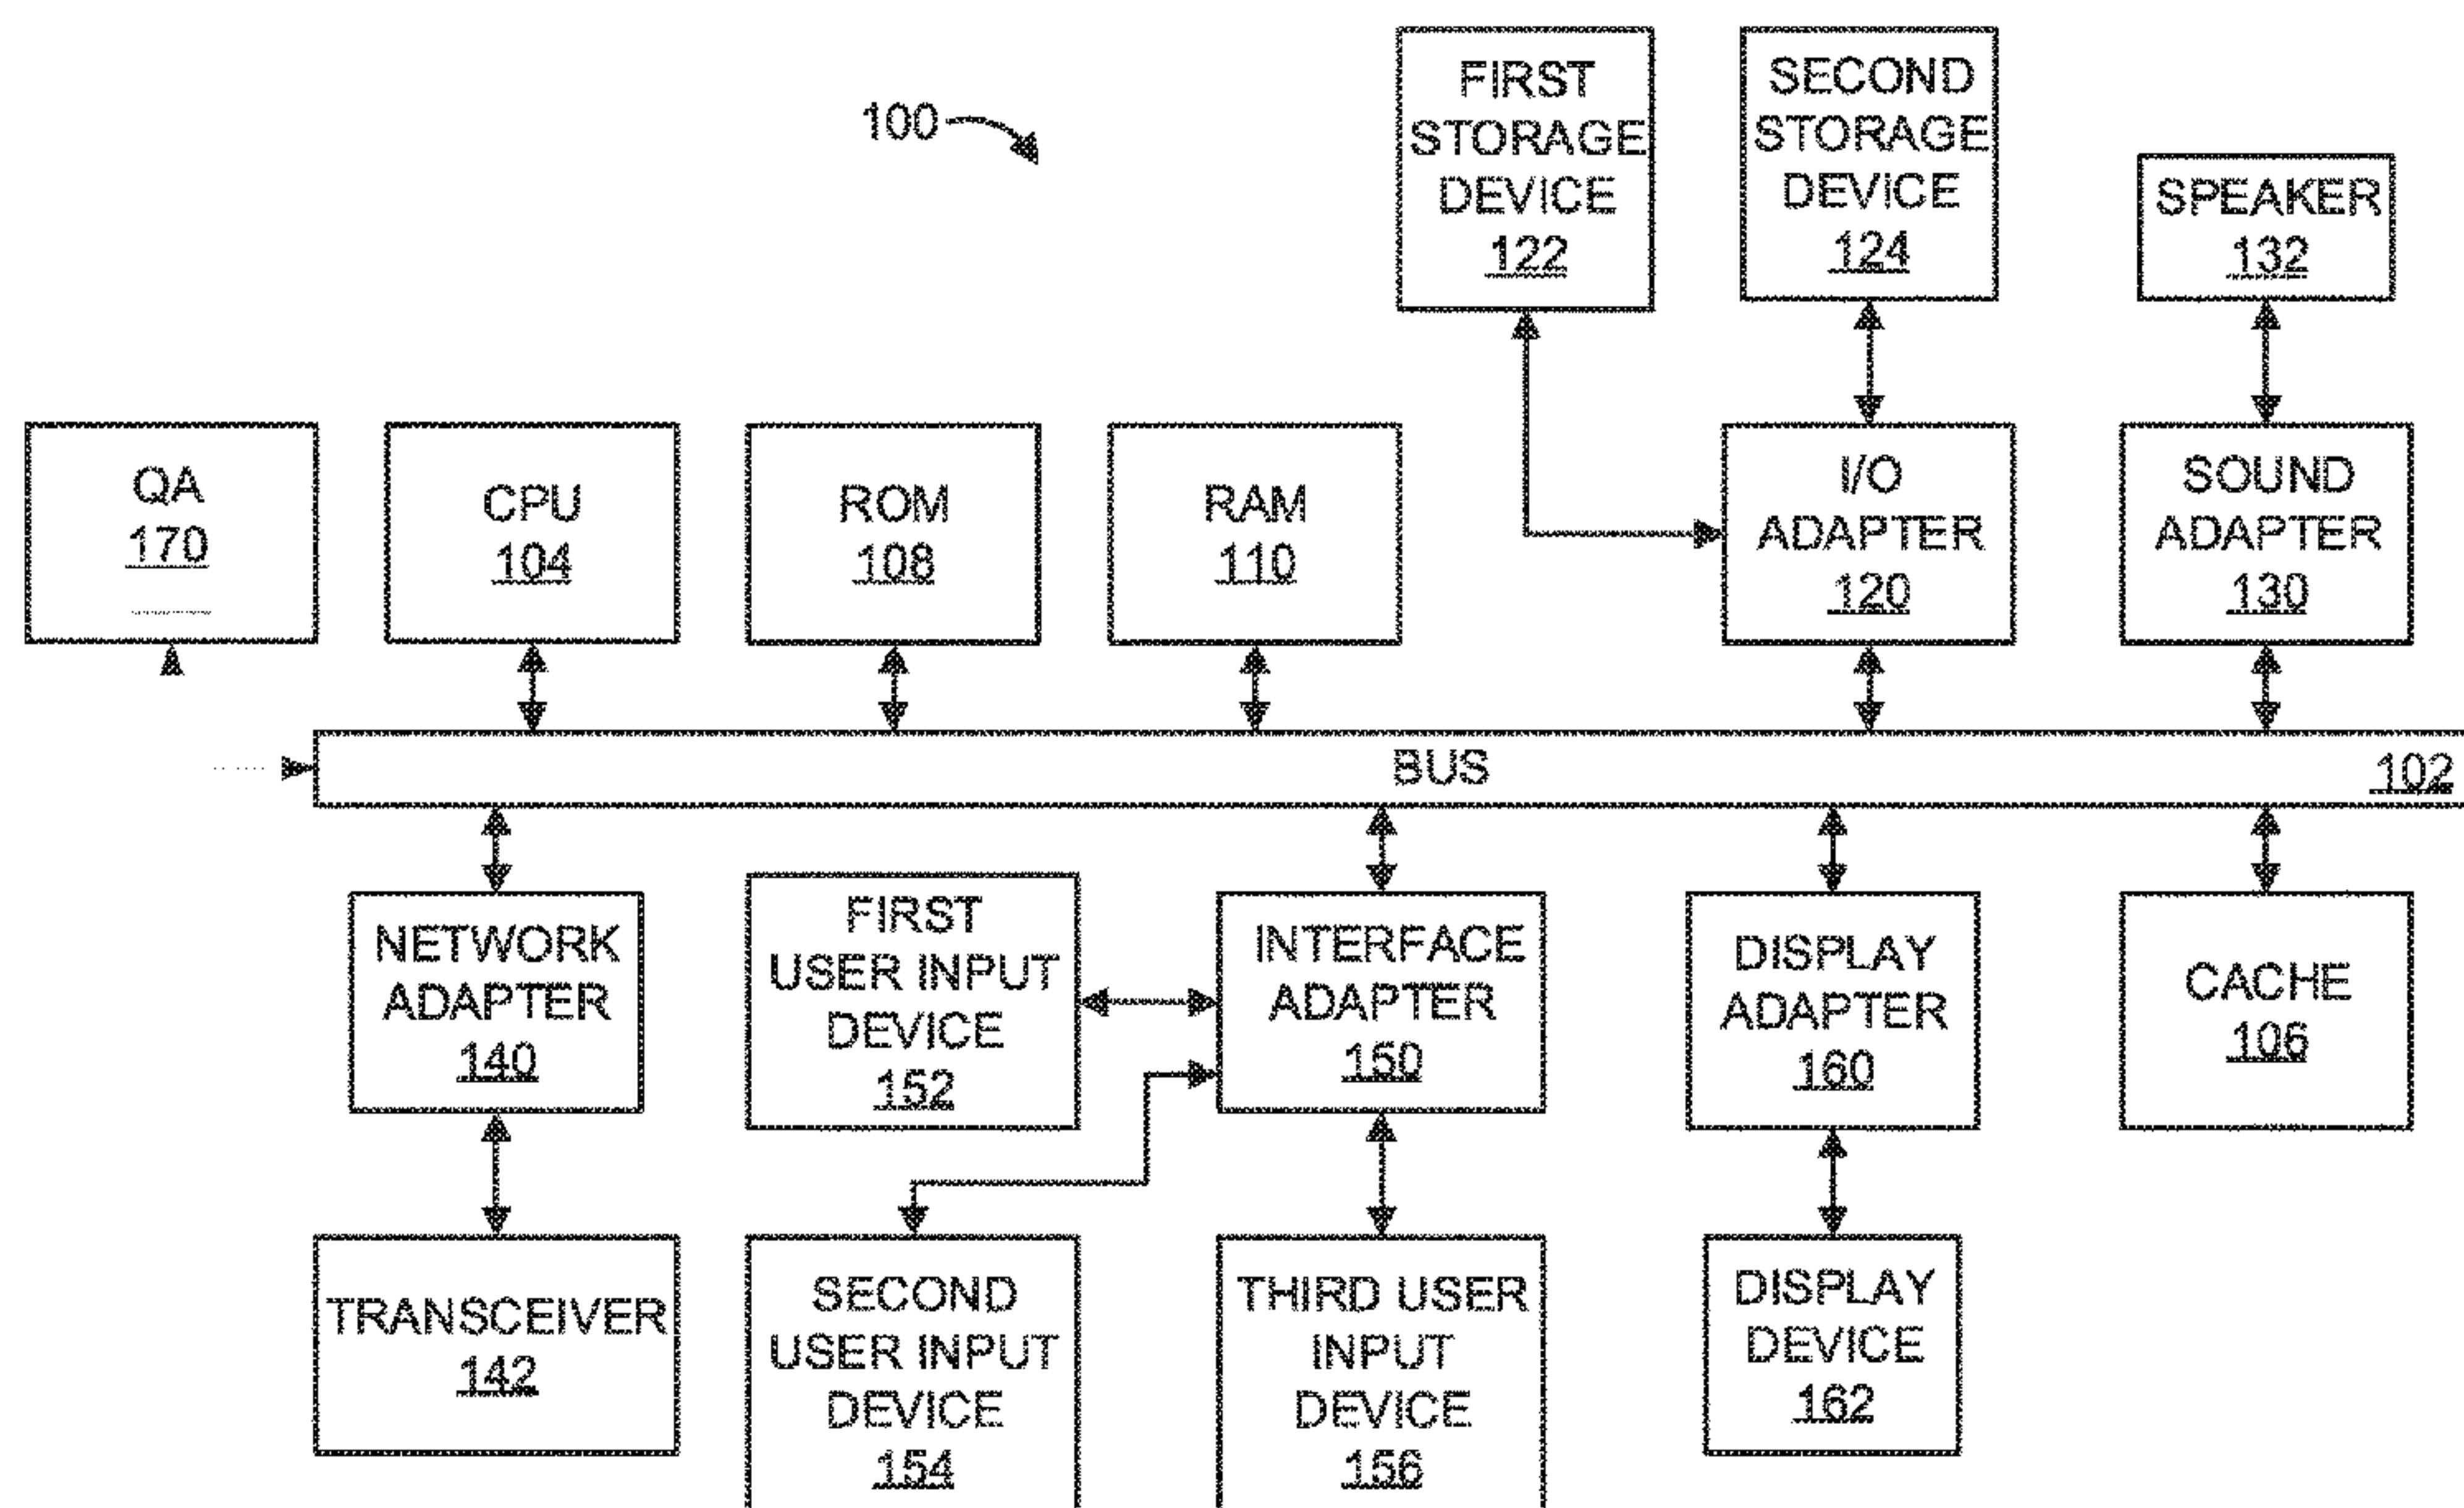 100
FIRST
STORAGE
DEVICE
122
SECOND
STORAGE
DEVICE
124
SPEAKER
132
QA
170
CPU
104
ROM
108
RAM
110
I/O
ADAPTER
120
SOUND
ADAPTER
130
BUS
102
NETWORK
ADAPTER
140
FIRST
USER INPUT
DEVICE
152
INTERFACE
ADAPTER
150
DISPLAY
ADAPTER
160
CACHE
106
TRANSCEIVER
142
SECOND
USER INPUT
DEVICE
154
THIRD USER
INPUT
DEVICE
156
DISPLAY
DEVICE
162